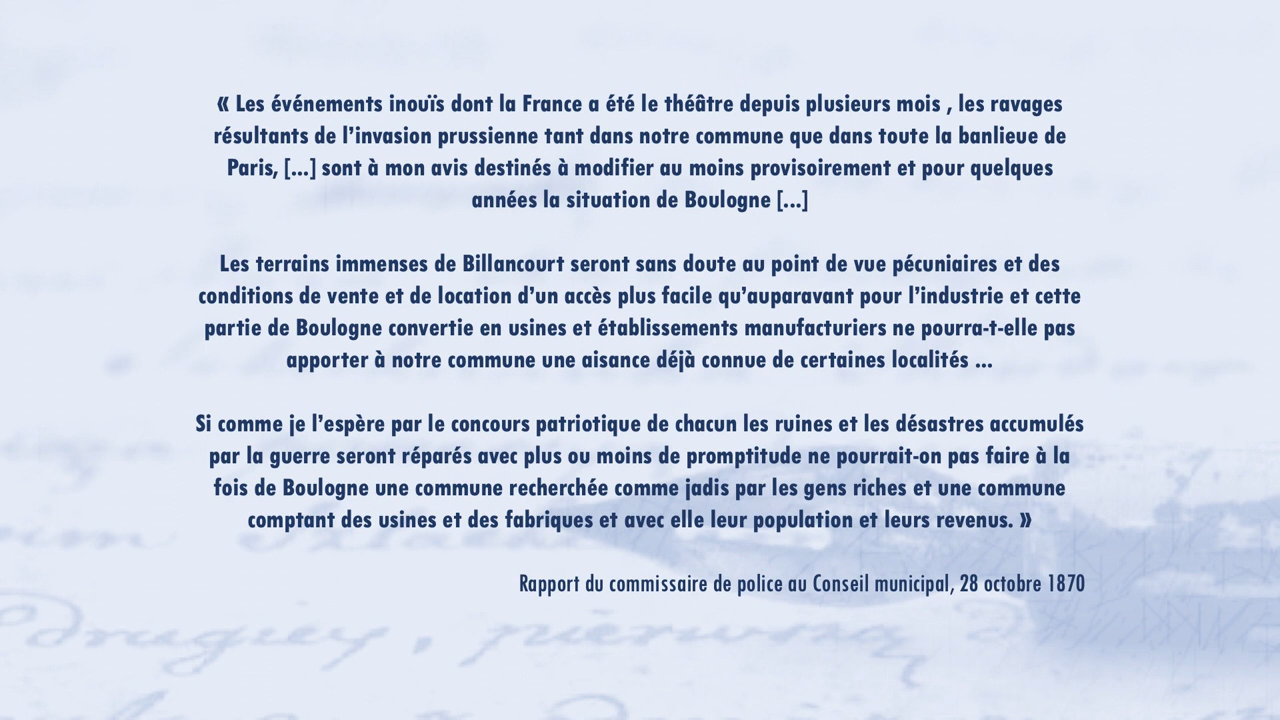 « Les événements inouïs dont la France a été le théâtre depuis plusieurs mois , les ravages
résultants de l’invasion prussienne tant dans notre commune que dans toute la banlieue de
Paris, [...] sont à mon avis destinés à modifier au moins provisoirement et pour quelques
années la situation de Boulogne [...]
Les terrains immenses de Billancourt seront sans doute au point de vue pécuniaires et des
conditions de vente et de location d’un accès plus facile qu’auparavant pour l’industrie et cette
partie de Boulogne convertie en usines et établissements manufacturiers ne pourra-t-elle pas
apporter à notre commune une aisance déjà connue de certaines localités ...
Si comme je l’espère par le concours patriotique de chacun les ruines et les désastres accumulés
par la guerre seront réparés avec plus ou moins de promptitude ne pourrait-on pas faire à la
fois de Boulogne une commune recherchée comme jadis par les gens riches et une commune
comptant des usines et des fabriques et avec elle leur population et leurs revenus. »
Rapport du commissaire de police au Conseil municipal, 28 octobre 1870